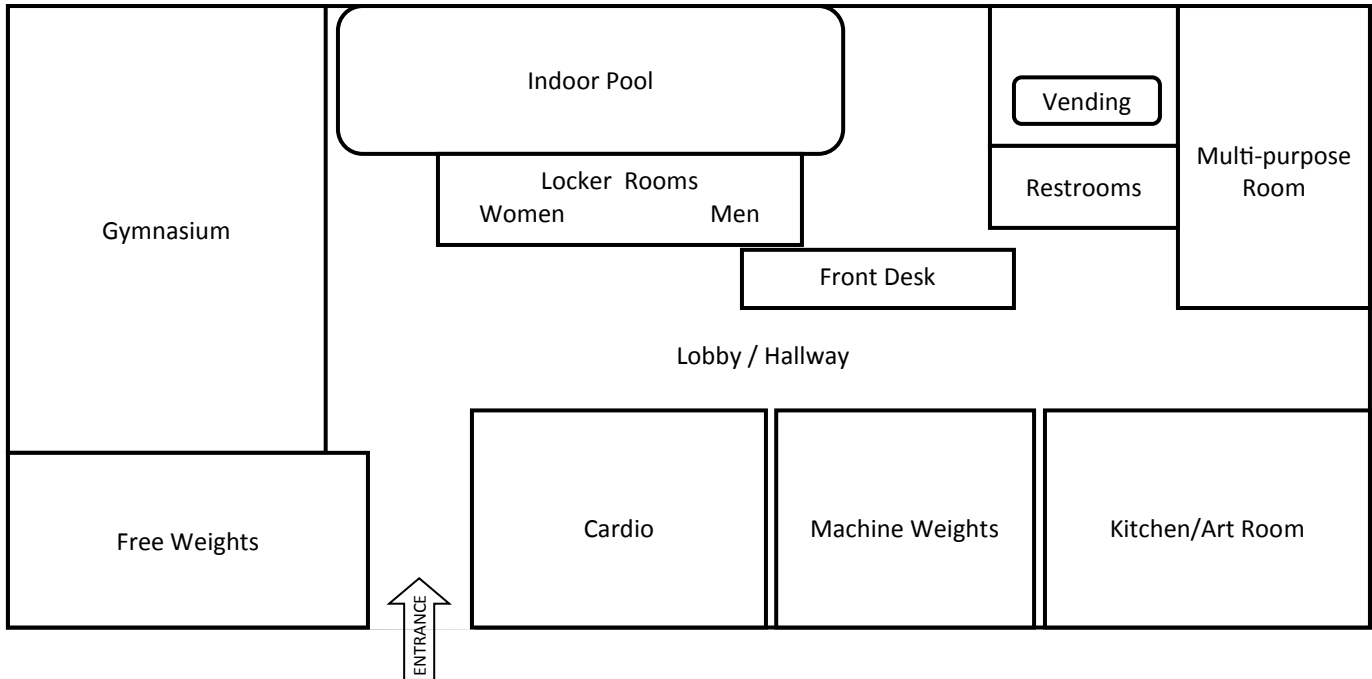 Indoor Pool
Vending
Multi-purpose
Room
Locker Rooms
Women Men
Restrooms
Gymnasium
Front Desk
Lobby / Hallway
Free Weights
Cardio
Machine Weights
Kitchen/Art Room
ENTRANCE